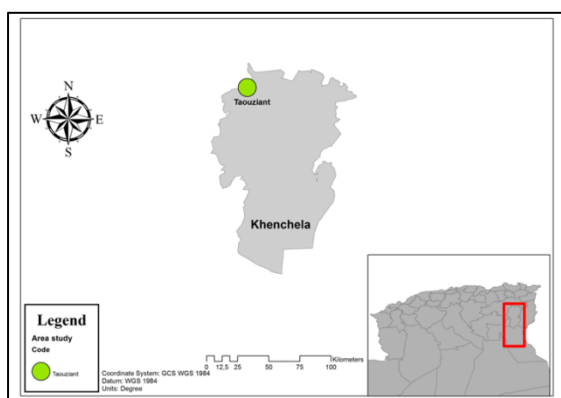 N
W E
S
Taouziant
Khenchela
Legend
Area study
Code
Taouziant
0 12,5 25 50 75 100
Kilometers
Coordinate System: GCS WGS 1984
Datum: WGS 1984
Units: Degree